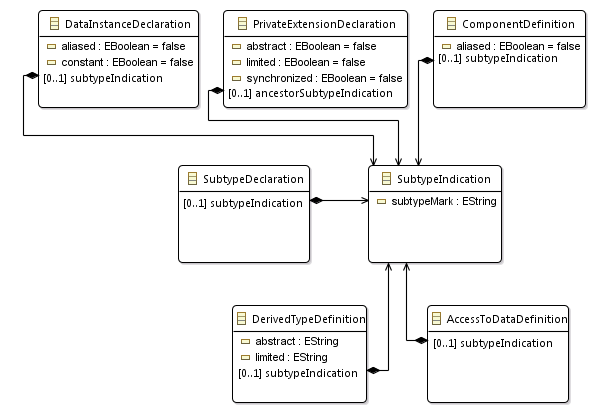 DataInstanceDeclaration
aliased : EBoolean = false
constant : EBoolean = false
[0..1] subtypeIndication
PrivateExtensionDeclaration
abstract : EBoolean = false
limited : EBoolean = false
synchronized : EBoolean = false
[0..1] ancestorSubtypeIndication
ComponentDefinition
aliased : EBoolean = false
[0..1] subtypeIndication
SubtypeDeclaration
[0..1] subtypeIndication
SubtypeIndication
subtypeMark : EString
DerivedTypeDefinition
abstract : EString
limited : EString
[0..1] subtypeIndication
AccessToDataDefinition
[0..1] subtypeIndication